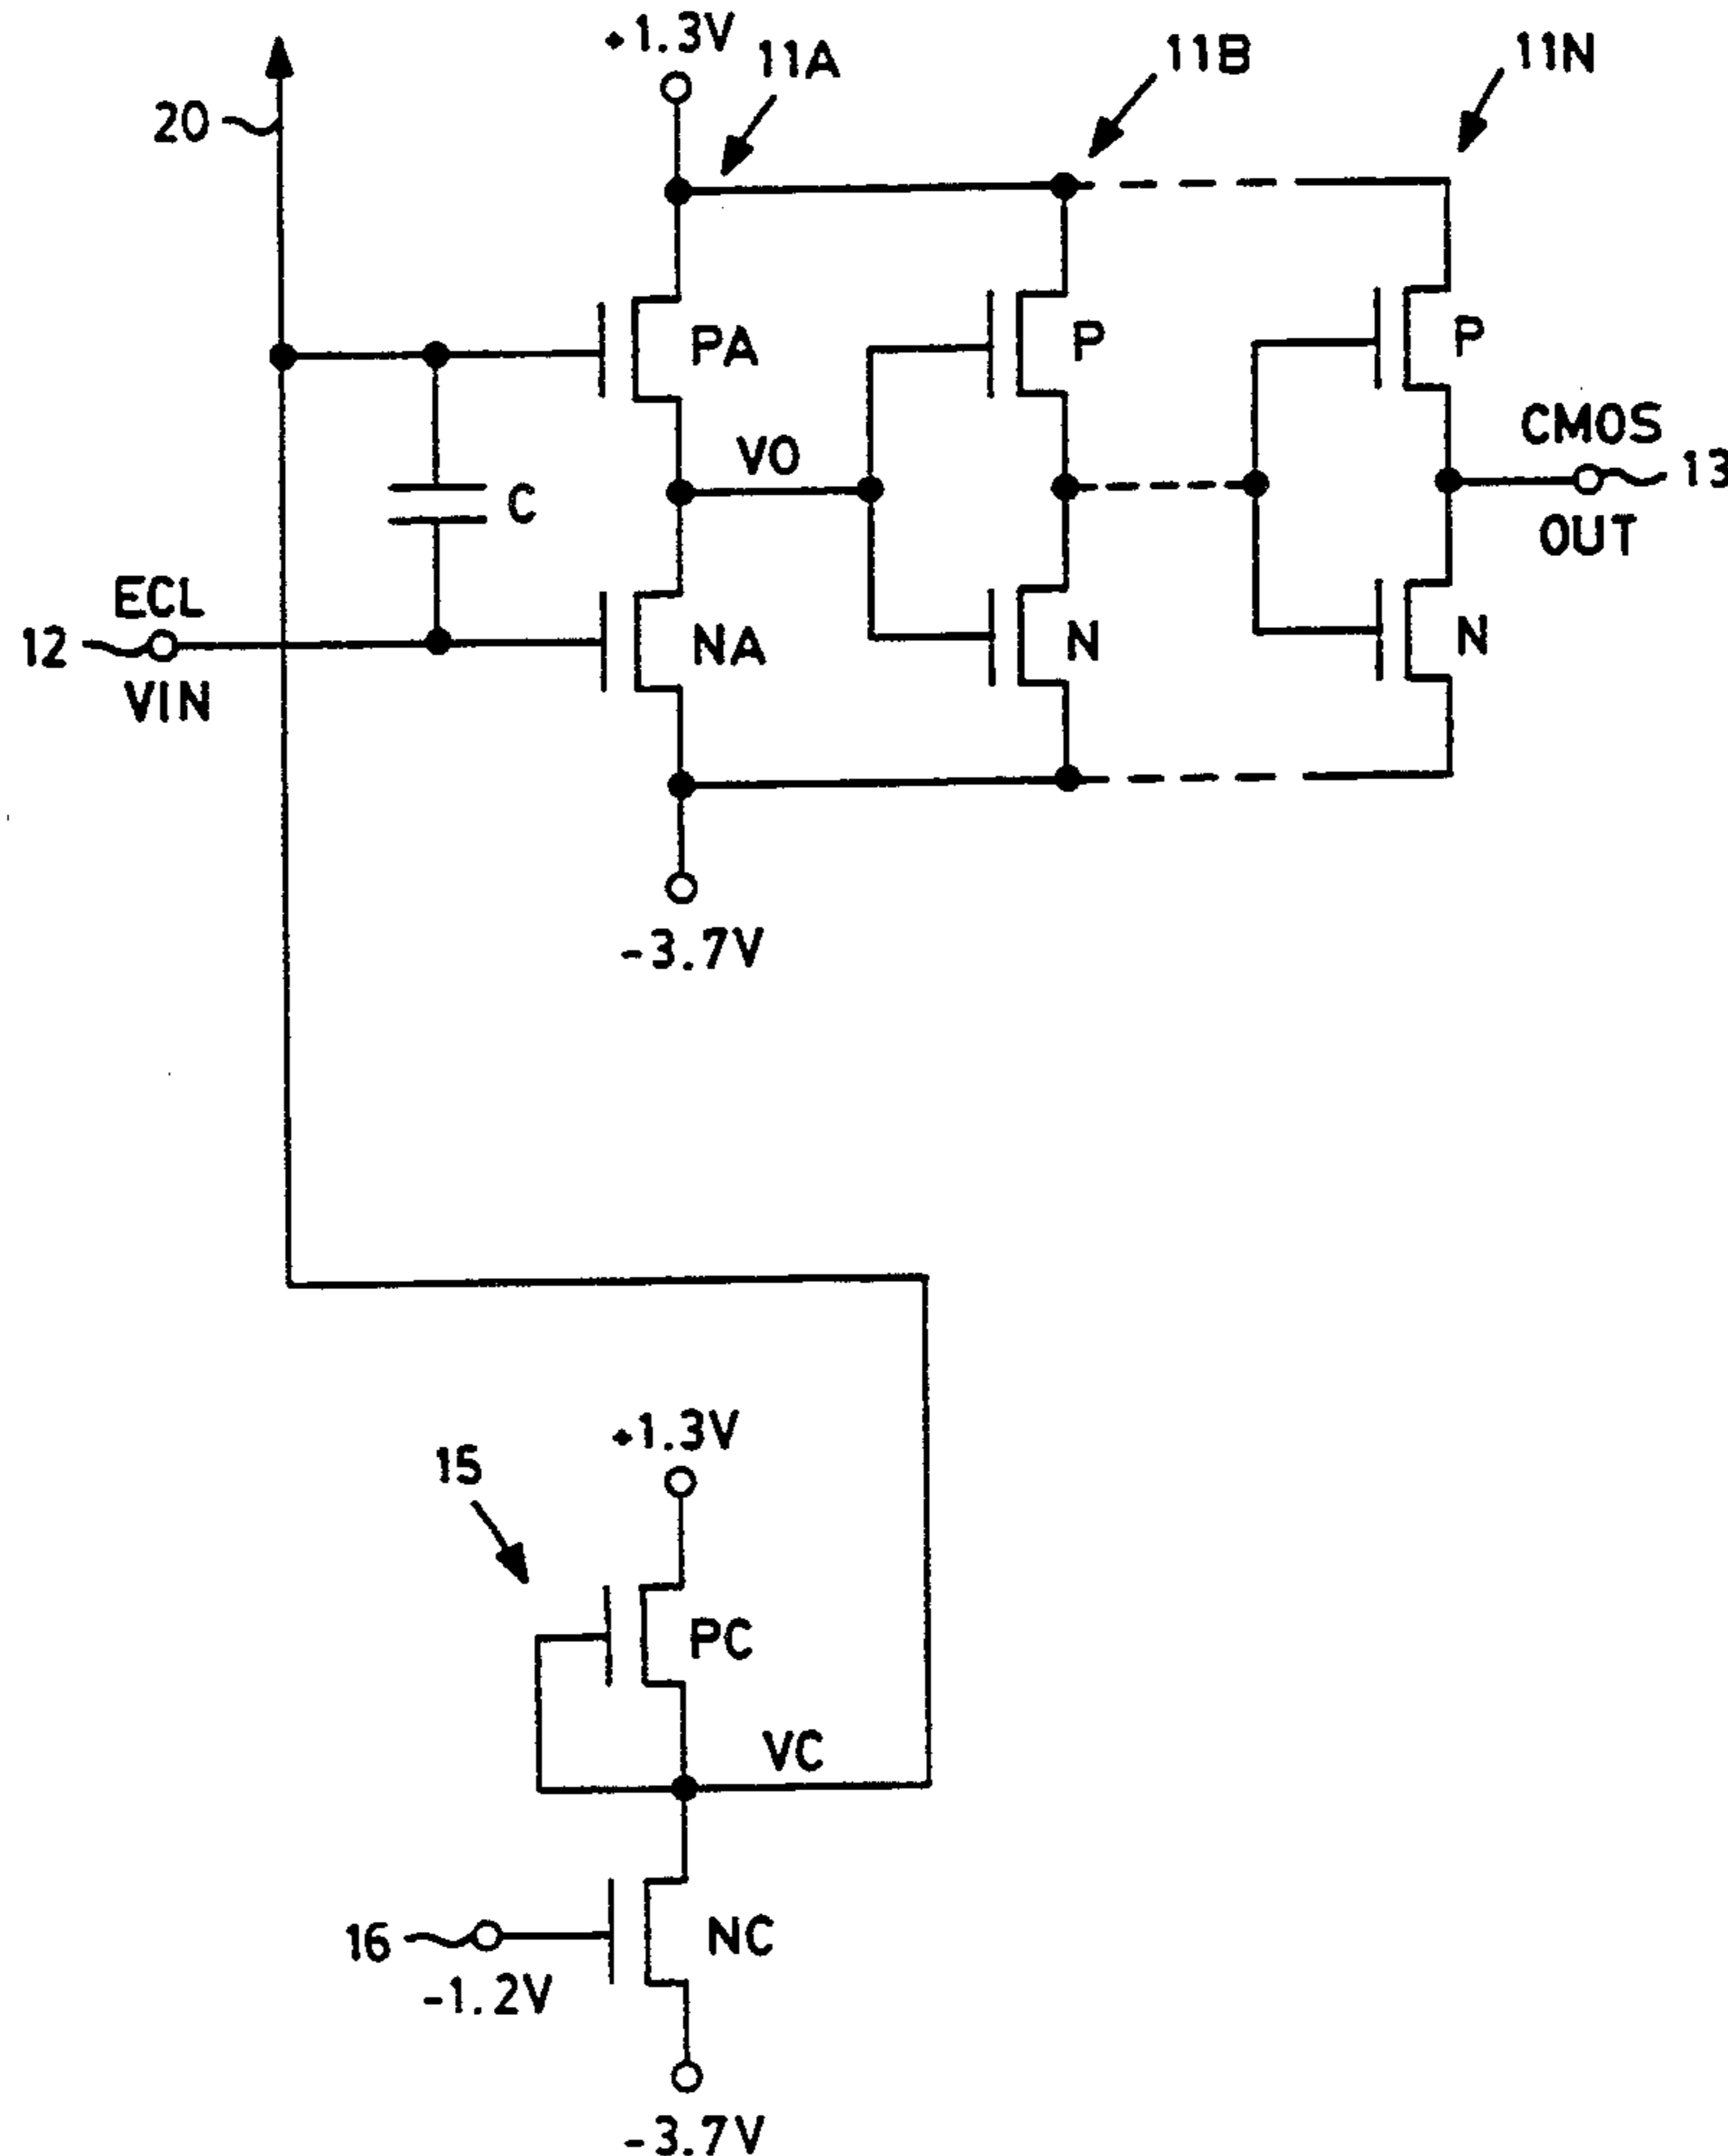 +1.3V
11A
11B
11N
20
PA
P
P
VO
CMOS
13
OUT
C
ECL
12
VIN
NA
N
N
-3.7V
+1.3V
15
PC
VC
16
NC
-1.2V
-3.7V